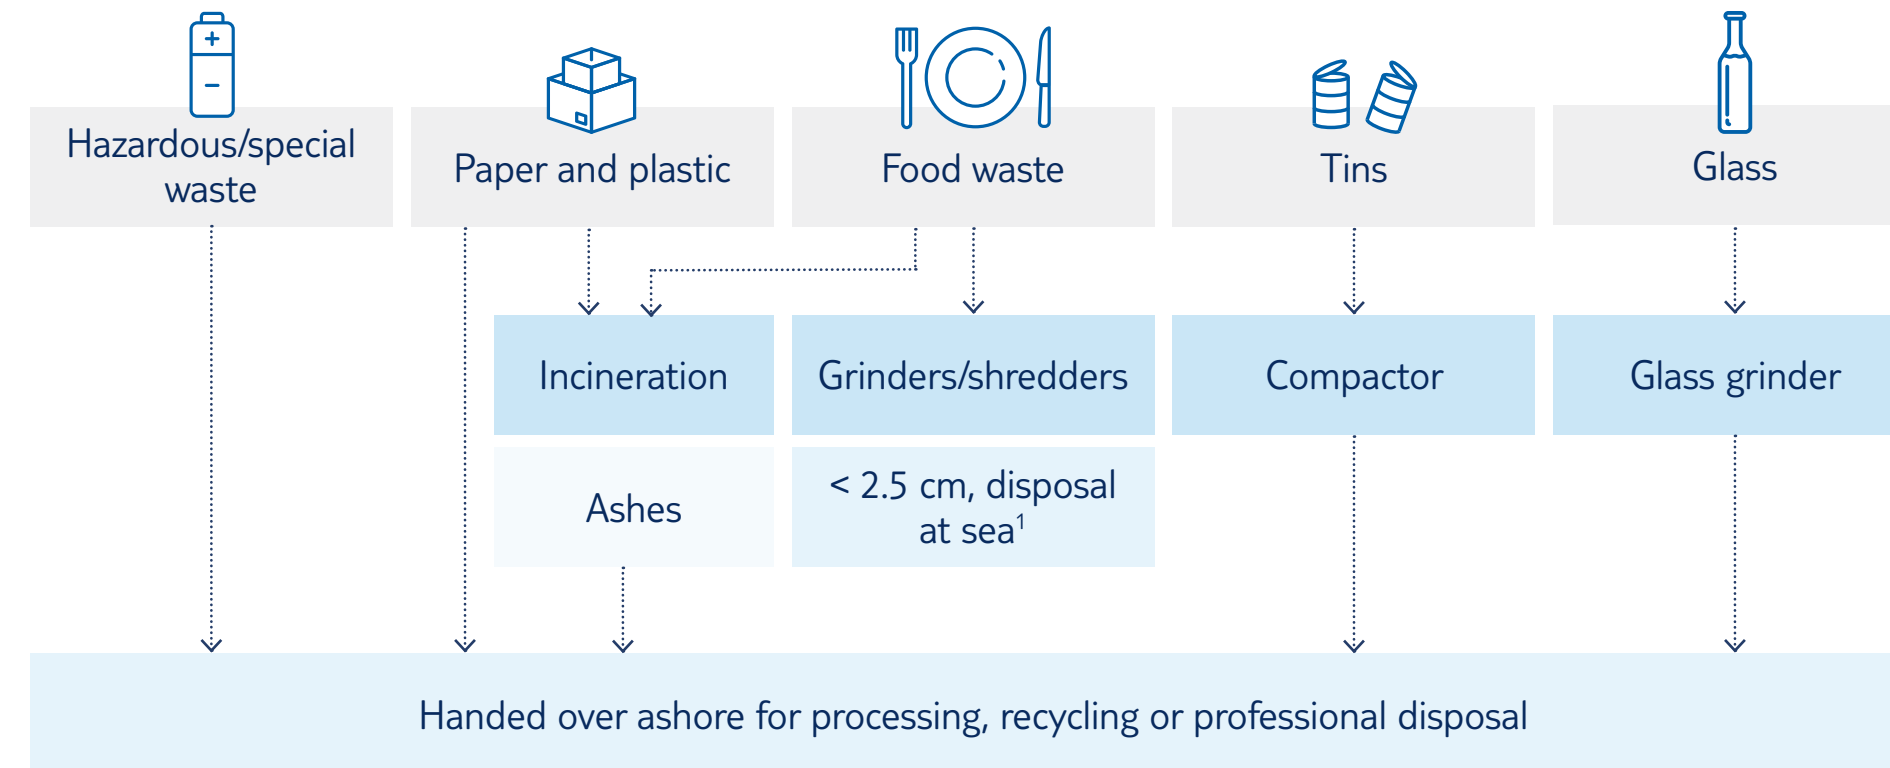 Hazardous/special
waste
Paper and plastic
Food waste
Tins
Glass
Incineration
Grinders/shredders
Compactor
Glass grinder
Ashes
< 2.5 cm, disposal
at sea¹
Handed over ashore for processing, recycling or professional disposal